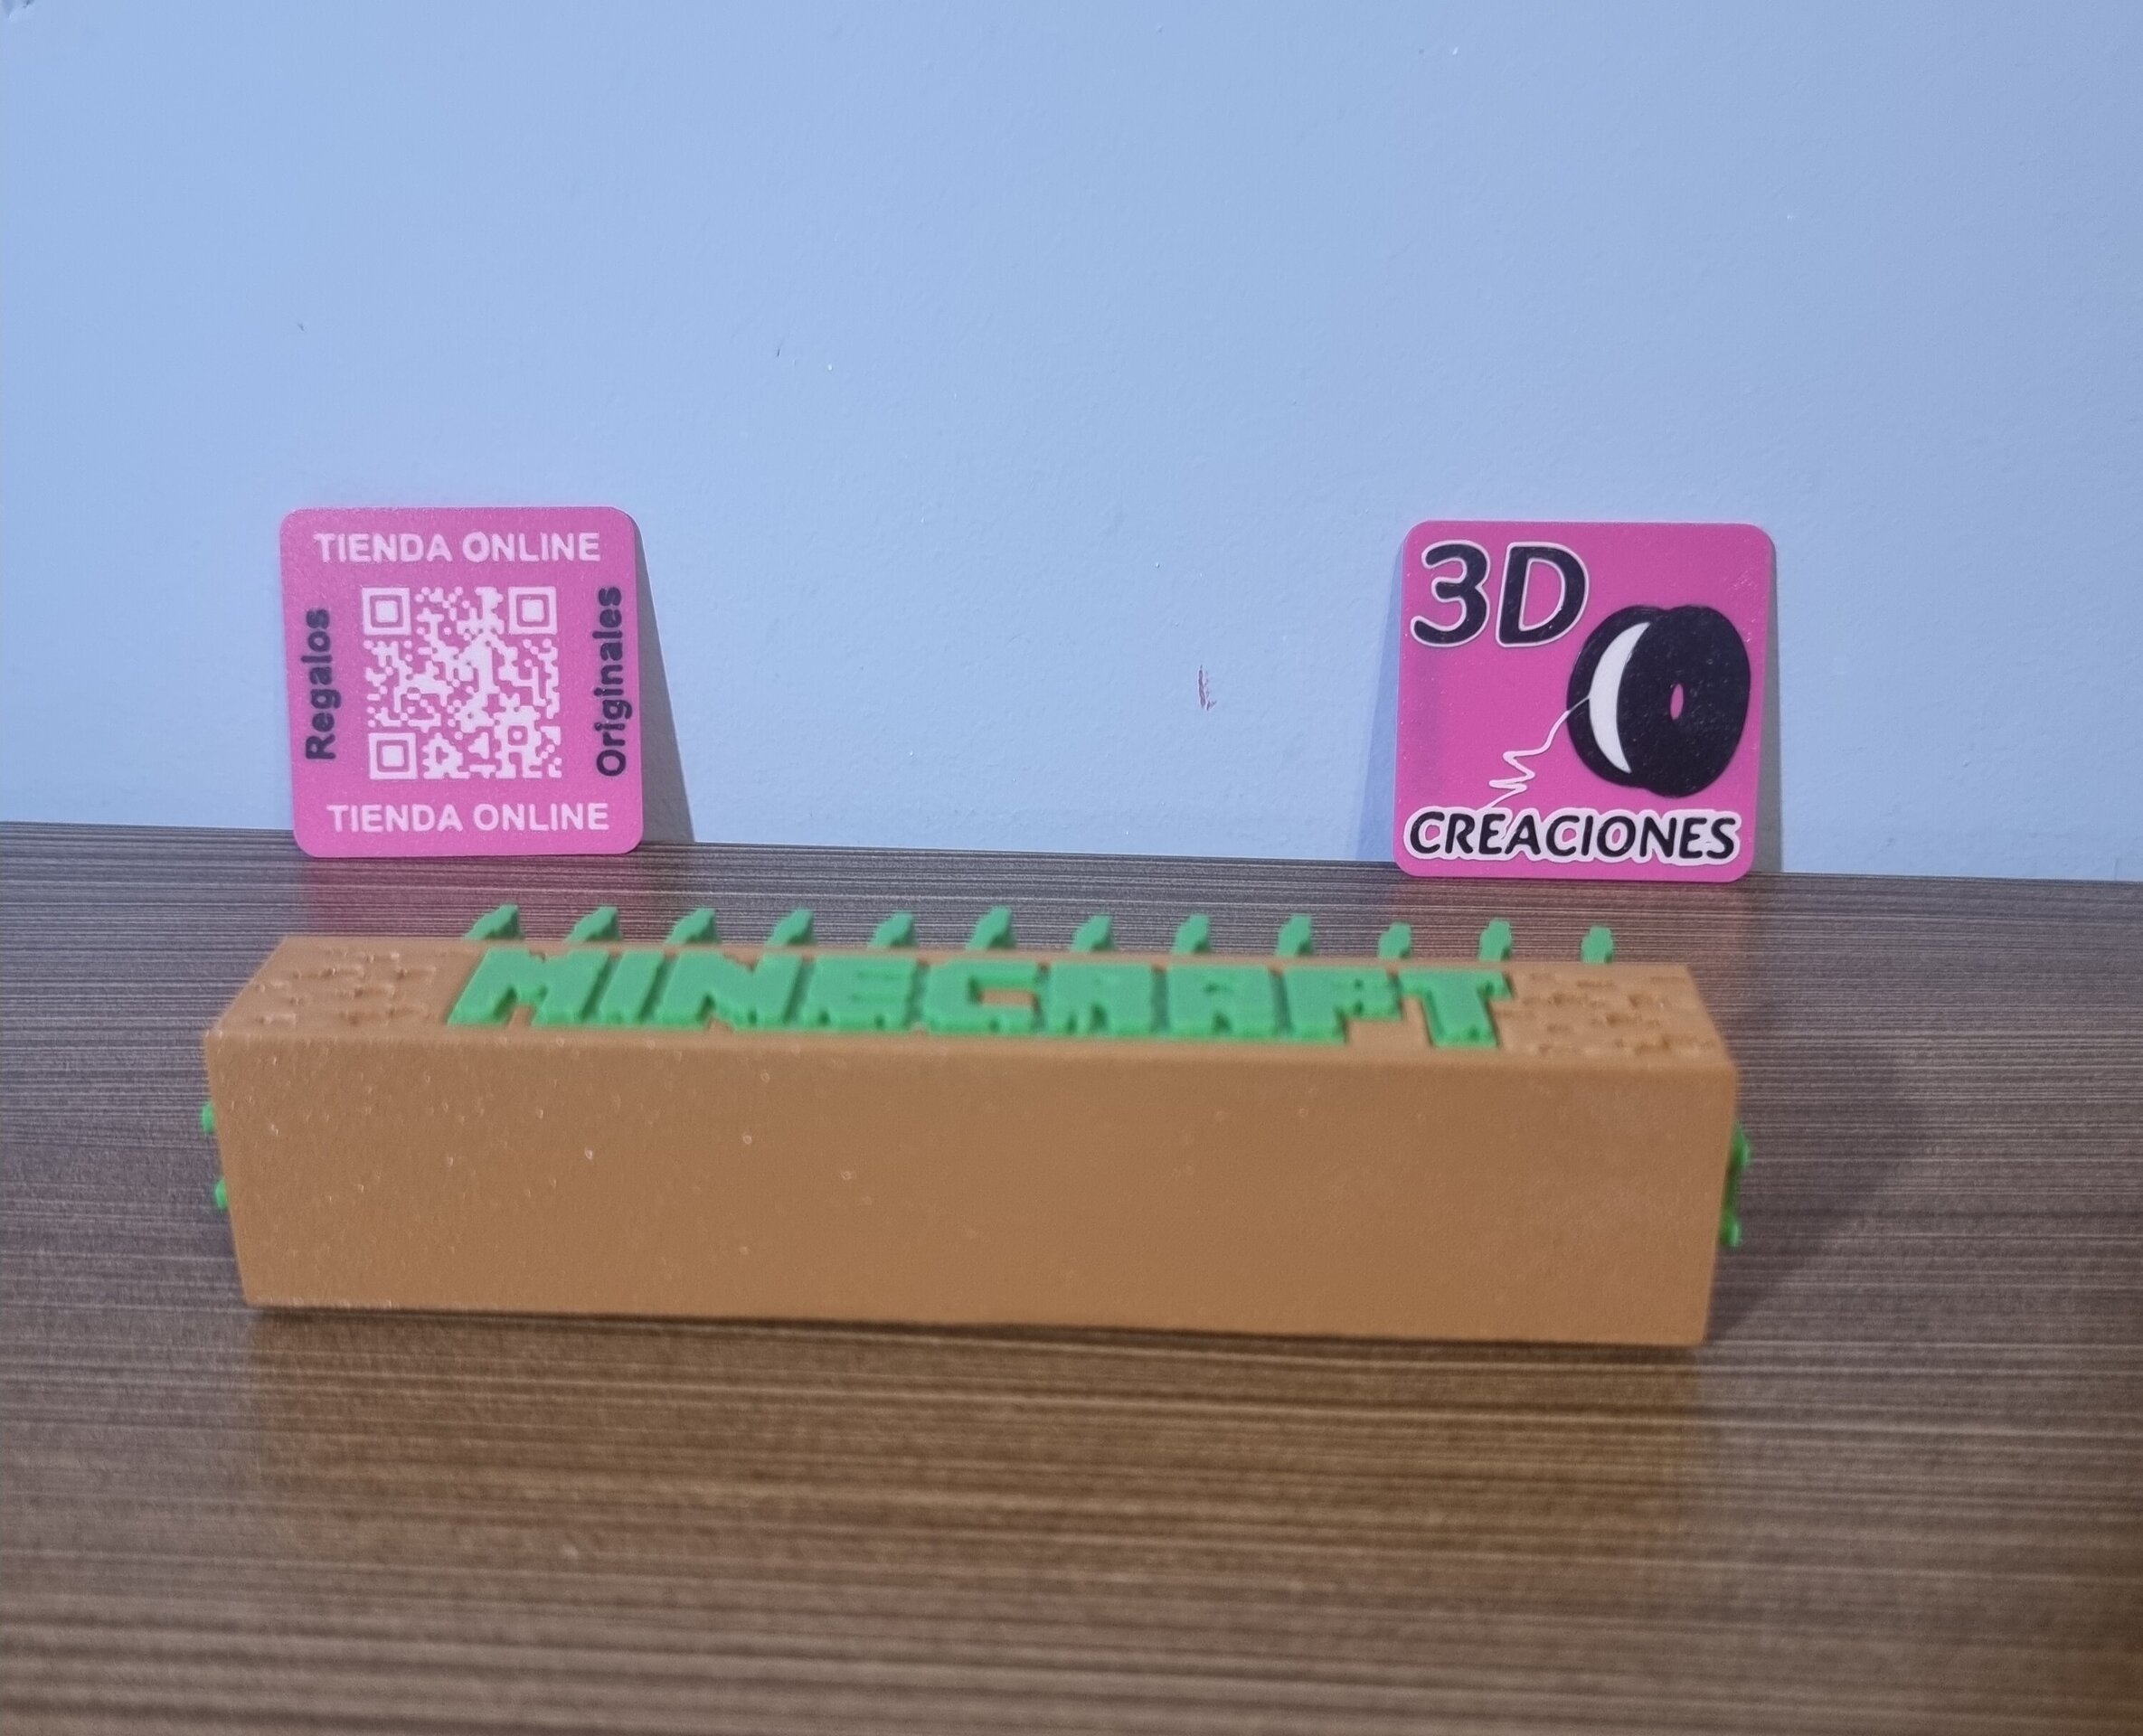 TIENDA ONLINE
Regalos
Originales
TIENDA ONLINE
3D
CREACIONES
MINECRAFT